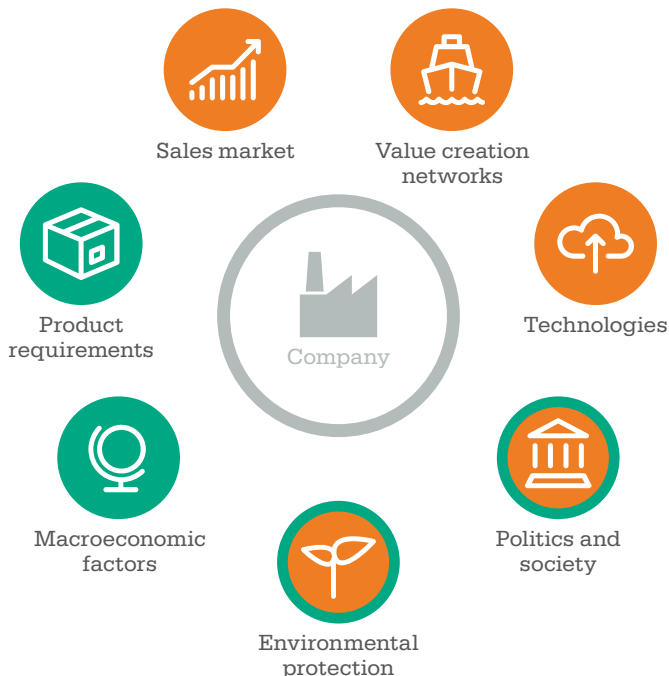 Sales market
Value creation
networks
Product
requirements
Technologies
Company
Macroeconomic
factors
Politics and
society
Environmental
protection